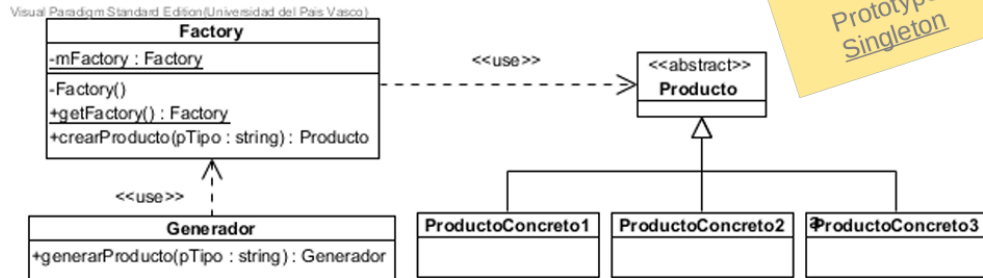 Visual Paradigm Standard Edition(Universidad del Pais Vasco)
Factory
-mFactory : Factory
-Factory()
+getFactory() : Factory
+crearProducto(pTipo : string) : Producto
<<use>>
<<abstract>>
Producto
Prototype
Singleton
<<use>>
Generador
+generarProducto(pTipo : string) : Generador
ProductoConcreto1
ProductoConcreto2
ProductoConcreto3